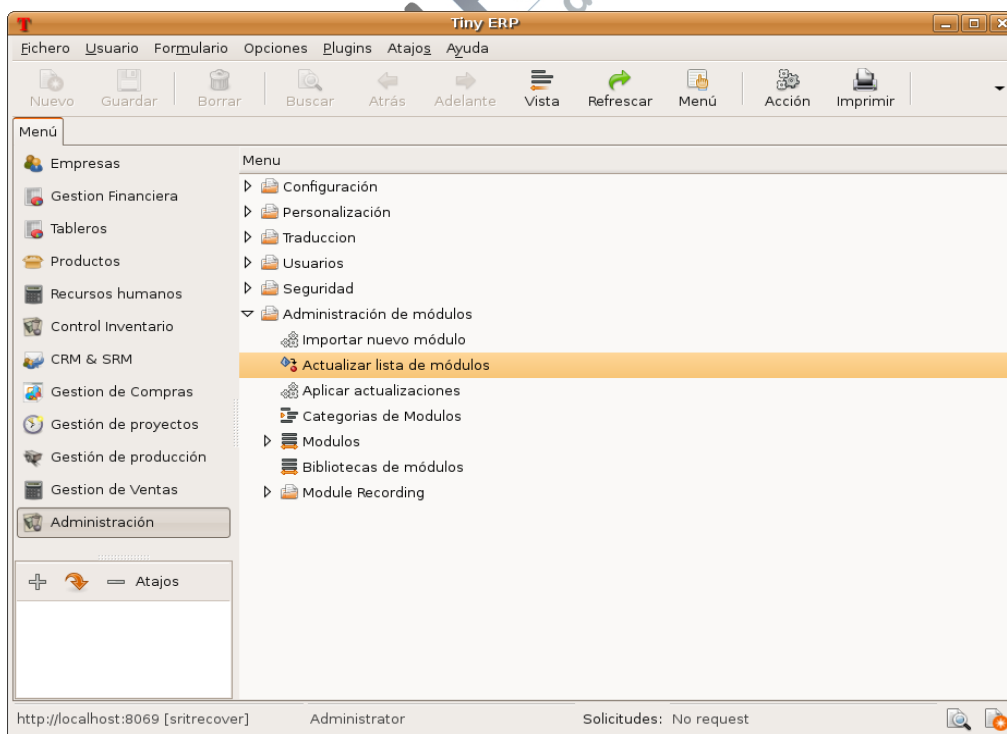 Tiny ERP
Fichero Usuario Formulario Opciones Plugins Atajos Ayuda
Nuevo Guardar Borrar Buscar Atrás Adelante Vista Refrescar Menú Acción Imprimir
Menú
Empresas
Gestion Financiera
Tableros
Productos
Recursos humanos
Control Inventario
CRM & SRM
Gestion de Compras
Gestión de proyectos
Gestión de producción
Gestion de Ventas
Administración
Atajos
Menu
Configuración
Personalización
Traduccion
Usuarios
Seguridad
Administración de módulos
Importar nuevo módulo
Actualizar lista de módulos
Aplicar actualizaciones
Categorias de Modulos
Modulos
Bibliotecas de módulos
Module Recording
http://localhost:8069 [sritrecover] Administrator Solicitudes: No request